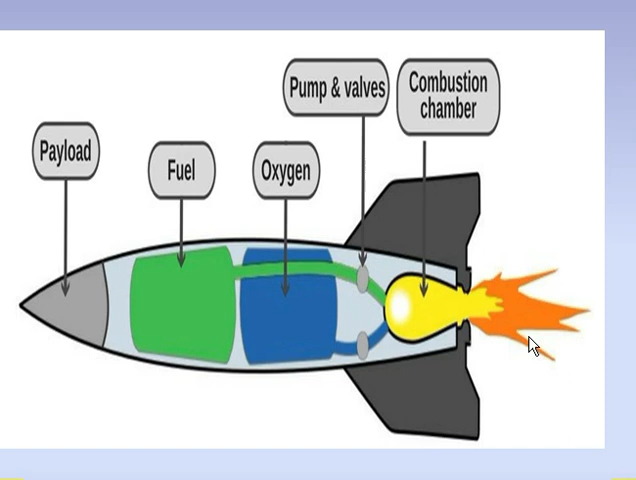 Pump & valves
Combustion
chamber
Payload
Fuel
Oxygen